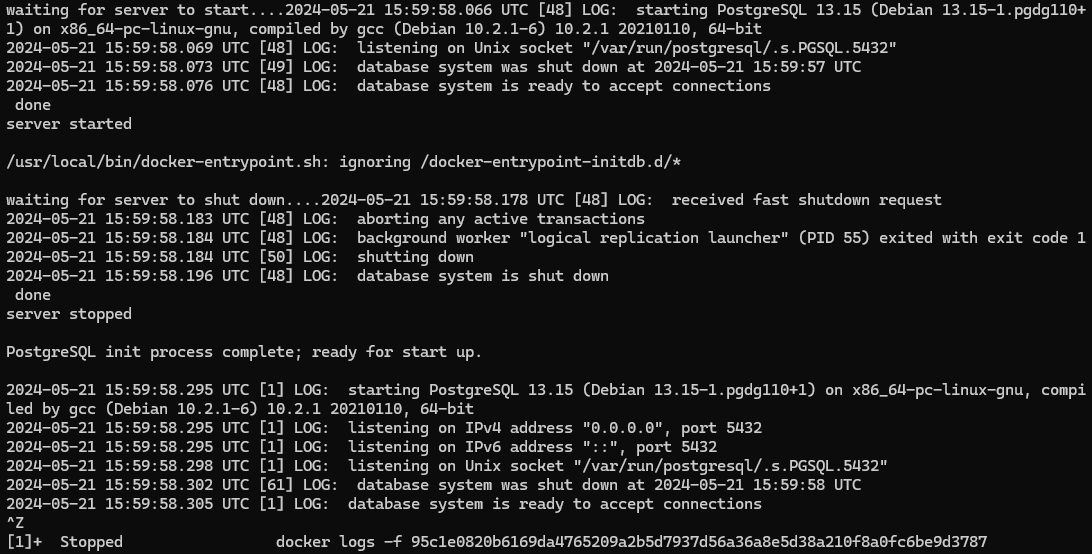 waiting for server to start....2024-05-21 15:59:58.066 UTC [48] LOG:  starting PostgreSQL 13.15 (Debian 13.15-1.pgdg110+
1) on x86_64-pc-linux-gnu, compiled by gcc (Debian 10.2.1-6) 10.2.1 20210110, 64-bit
2024-05-21 15:59:58.069 UTC [48] LOG:  listening on Unix socket "/var/run/postgresql/.s.PGSQL.5432"
2024-05-21 15:59:58.073 UTC [49] LOG:  database system was shut down at 2024-05-21 15:59:57 UTC
2024-05-21 15:59:58.076 UTC [48] LOG:  database system is ready to accept connections
 done
server started

/usr/local/bin/docker-entrypoint.sh: ignoring /docker-entrypoint-initdb.d/*

waiting for server to shut down....2024-05-21 15:59:58.178 UTC [48] LOG:  received fast shutdown request
2024-05-21 15:59:58.183 UTC [48] LOG:  aborting any active transactions
2024-05-21 15:59:58.184 UTC [48] LOG:  background worker "logical replication launcher" (PID 55) exited with exit code 1
2024-05-21 15:59:58.184 UTC [50] LOG:  shutting down
2024-05-21 15:59:58.196 UTC [48] LOG:  database system is shut down
 done
server stopped

PostgreSQL init process complete; ready for start up.

2024-05-21 15:59:58.295 UTC [1] LOG:  starting PostgreSQL 13.15 (Debian 13.15-1.pgdg110+1) on x86_64-pc-linux-gnu, compi
led by gcc (Debian 10.2.1-6) 10.2.1 20210110, 64-bit
2024-05-21 15:59:58.295 UTC [1] LOG:  listening on IPv4 address "0.0.0.0", port 5432
2024-05-21 15:59:58.295 UTC [1] LOG:  listening on IPv6 address "::", port 5432
2024-05-21 15:59:58.298 UTC [1] LOG:  listening on Unix socket "/var/run/postgresql/.s.PGSQL.5432"
2024-05-21 15:59:58.302 UTC [61] LOG:  database system was shut down at 2024-05-21 15:59:58 UTC
2024-05-21 15:59:58.305 UTC [1] LOG:  database system is ready to accept connections
^Z
[1]+  Stopped                 docker logs -f 95c1e0820b6169da4765209a2b5d7937d56a36a8e5d38a210f8a0fc6be9d3787